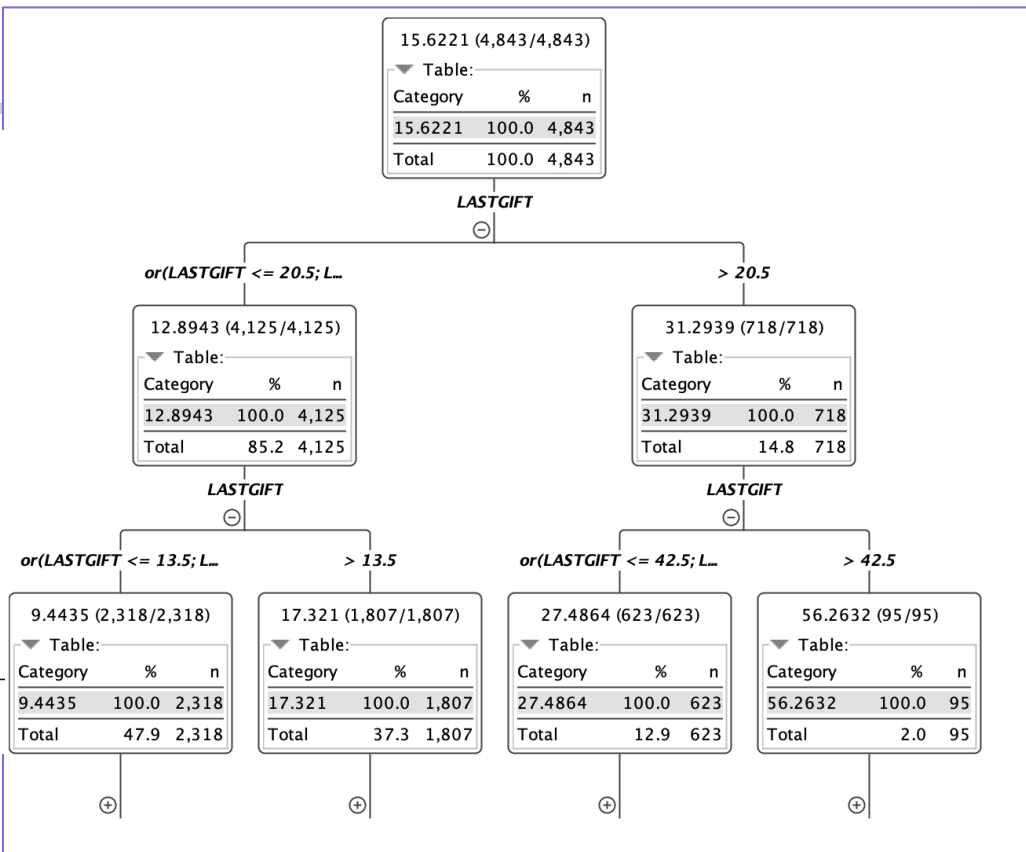 15.6221 (4,843/4,843)
Table:
Category % n
15.6221 100.0 4,843
Total 100.0 4,843
LASTGIFT
or(LASTGIFT <= 20.5; L...
> 20.5
12.8943 (4,125/4,125)
Table:
Category % n
12.8943 100.0 4,125
Total 85.2 4,125
LASTGIFT
31.2939 (718/718)
Table:
Category % n
31.2939 100.0 718
Total 14.8 718
LASTGIFT
or(LASTGIFT <= 13.5; L...
> 13.5
or(LASTGIFT <= 42.5; L...
> 42.5
9.4435 (2,318/2,318)
Table:
Category % n
9.4435 100.0 2,318
Total 47.9 2,318
17.321 (1,807/1,807)
Table:
Category % n
17.321 100.0 1,807
Total 37.3 1,807
27.4864 (623/623)
Table:
Category % n
27.4864 100.0 623
Total 12.9 623
56.2632 (95/95)
Table:
Category % n
56.2632 100.0 95
Total 2.0 95